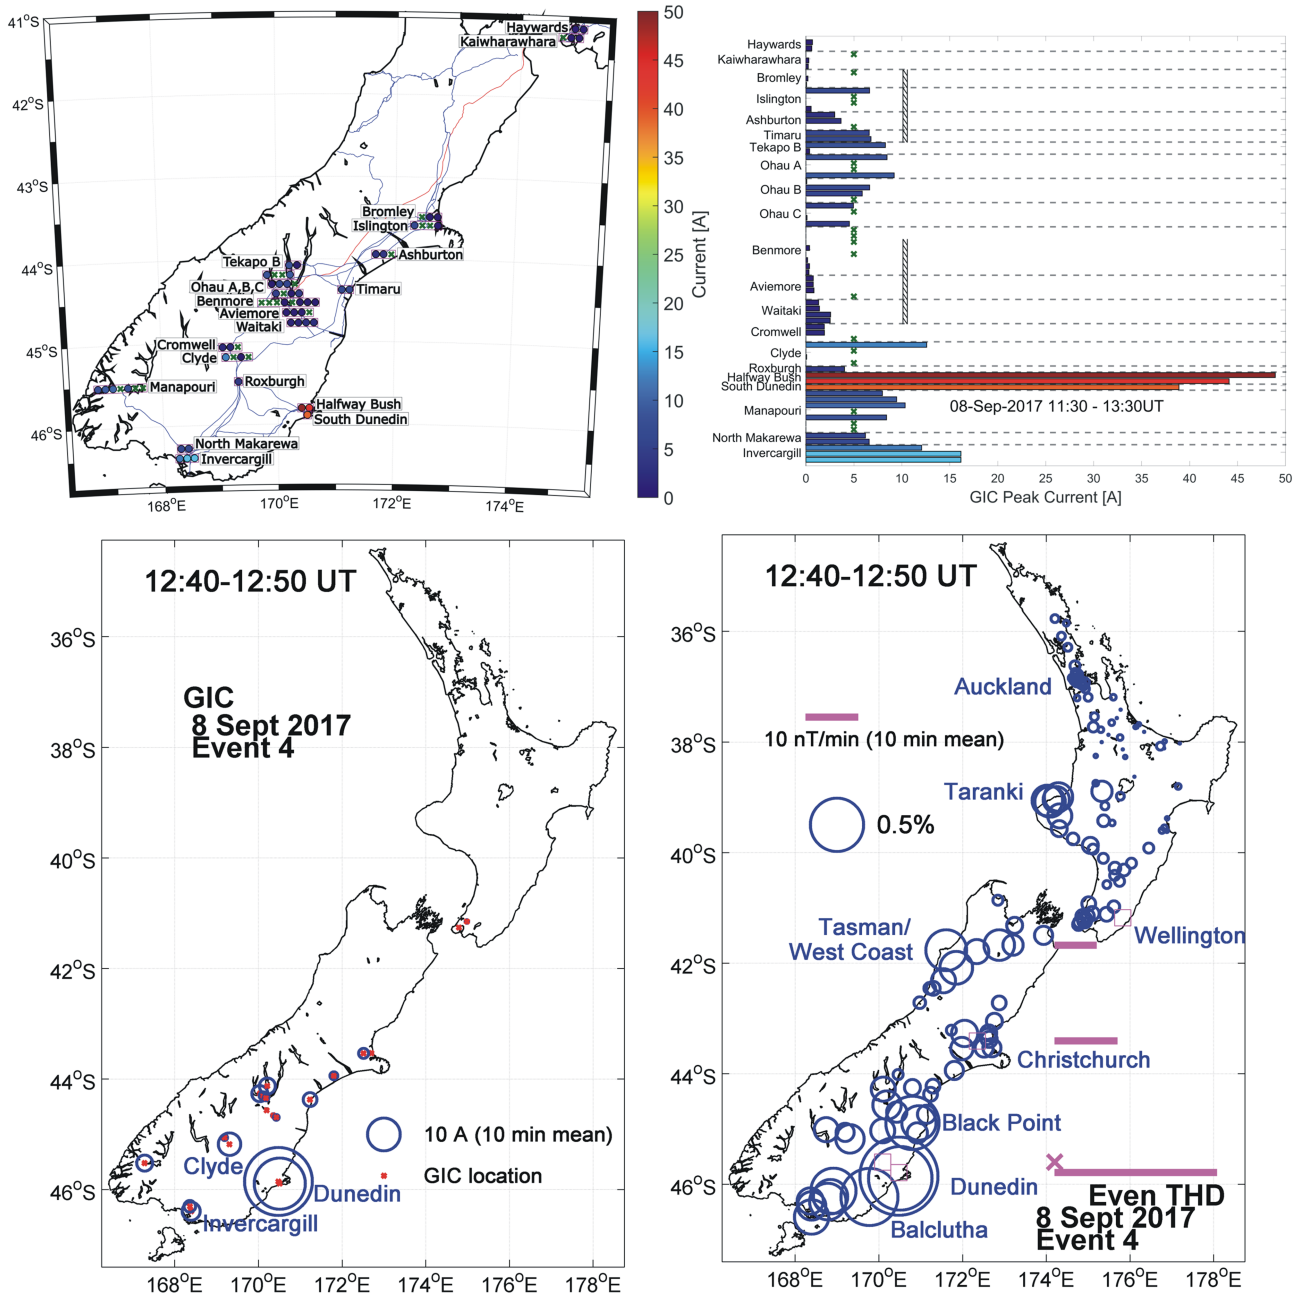 41°S
42°S
43°S
44°S
45°S
46°S
168°E
170°E
172°E
174°E
Haywards
Kaiwharawhara
Bromley
Islington
Ashburton
Tekapo B
Ohau A,B,C
Timaru
Benmore
Aviemore
Waitaki
Cromwell
Clyde
Manapouri
Roxburgh
Halfway Bush
South Dunedin
North Makarewa
Invercargill
50
45
40
35
30
25
20
15
10
5
0
Current [A]
Haywards
Kaiwharawhara
Bromley
Islington
Ashburton
Timaru
Tekapo B
Ohau A
Ohau B
Ohau C
Benmore
Aviemore
Waitaki
Cromwell
Clyde
Roxburgh
Halfway Bush
South Dunedin
Manapouri
North Makarewa
Invercargill
08-Sep-2017 11:30 - 13:30UT
0 5 10 15 20 25 30 35 40 45 50
GIC Peak Current [A]
12:40-12:50 UT
GIC
8 Sept 2017
Event 4
36°S
38°S
40°S
42°S
44°S
46°S
10 A (10 min mean)
GIC location
Clyde
Dunedin
Invercargill
168°E 170°E 172°E 174°E 176°E 178°E
12:40-12:50 UT
36°S
38°S
40°S
42°S
44°S
46°S
Auckland
10 nT/min (10 min mean)
Taranki
0.5%
Tasman/
West Coast
Wellington
Christchurch
Black Point
Dunedin
Balclutha
Even THD
8 Sept 2017
Event 4
168°E 170°E 172°E 174°E 176°E 178°E